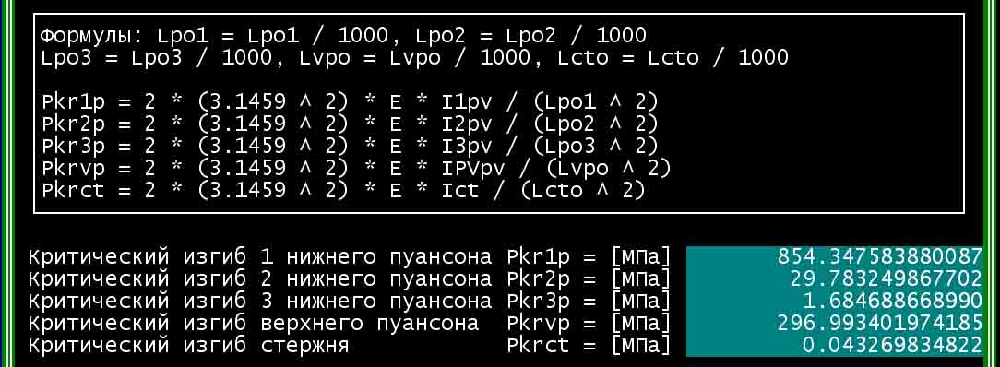 Формулы: Lpo1 = Lpo1 / 1000, Lpo2 = Lpo2 / 1000
Lpo3 = Lpo3 / 1000, Lvpo = Lvpo / 1000, Lcto = Lcto / 1000
Pkr1p = 2 * (3.1459 ^ 2) * E * I1pv / (Lpo1 ^ 2)
Pkr2p = 2 * (3.1459 ^ 2) * E * I2pv / (Lpo2 ^ 2)
Pkr3p = 2 * (3.1459 ^ 2) * E * I3pv / (Lpo3 ^ 2)
Pkrvp = 2 * (3.1459 ^ 2) * E * IPVpv / (Lvpo ^ 2)
Pkrct = 2 * (3.1459 ^ 2) * E * Ict / (Lcto ^ 2)
Критический изгиб 1 нижнего пуансона Pkr1p = [МПа] 854.347583880087
Критический изгиб 2 нижнего пуансона Pkr2p = [МПа] 29.783249867702
Критический изгиб 3 нижнего пуансона Pkr3p = [МПа] 1.684688668990
Критический изгиб верхнего пуансона Pkrvp = [МПа] 296.993401974185
Критический изгиб стержня Pkrct = [МПа] 0.043269834822